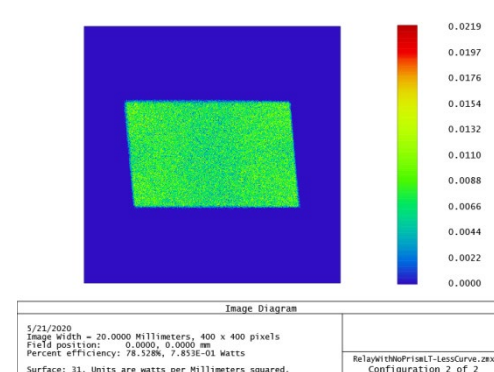 0.0219
0.0197
0.0176
0.0154
0.0132
0.0110
0.0088
0.0066
0.0044
0.0022
0.0000
Image Diagram
5/21/2020
Image Width = 20.0000 Millimeters, 400 x 400 pixels
Field position: 0.0000, 0.0000 mm
Percent efficiency: 78.528%, 7.853E-01 Watts
Surface: 31. Units are watts per Millimeters squared.
RelayWithNoPrismLT-LessCurve.zmx
Configuration 2 of 2